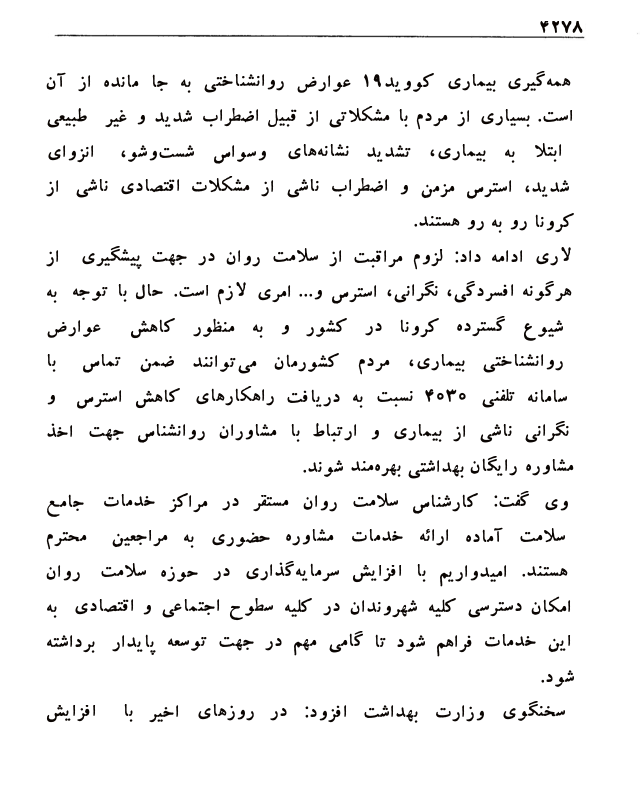 ۴۲۷۸
همه‌گیری بیماری کووید۱۹ عوارض روانشناختی به جا مانده از آن
است. بسیاری از مردم با مشکلاتی از قبیل اضطراب شدید و غیر طبیعی
ابتلا به بیماری، تشدید نشانه‌های وسواس شست‌وشو، انزوای
شدید، استرس مزمن و اضطراب ناشی از مشکلات اقتصادی ناشی از
کرونا رو به رو هستند.
لاری ادامه داد: لزوم مراقبت از سلامت روان در جهت پیشگیری از
هرگونه افسردگی، نگرانی، استرس و... امری لازم است. حال با توجه به
شیوع گسترده کرونا در کشور و به منظور کاهش عوارض
روانشناختی بیماری، مردم کشورمان می‌توانند ضمن تماس با
سامانه تلفنی ۴۰۳۰ نسبت به دریافت راهکارهای کاهش استرس و
نگرانی ناشی از بیماری و ارتباط با مشاوران روانشناس جهت اخذ
مشاوره رایگان بهداشتی بهره‌مند شوند.
وی گفت: کارشناس سلامت روان مستقر در مراکز خدمات جامع
سلامت آماده ارائه خدمات مشاوره حضوری به مراجعین محترم
هستند. امیدواریم با افزایش سرمایه‌گذاری در حوزه سلامت روان
امکان دسترسی کلیه شهروندان در کلیه سطوح اجتماعی و اقتصادی به
این خدمات فراهم شود تا گامی مهم در جهت توسعه پایدار برداشته
شود.
سخنگوی وزارت بهداشت افزود: در روزهای اخیر با افزایش